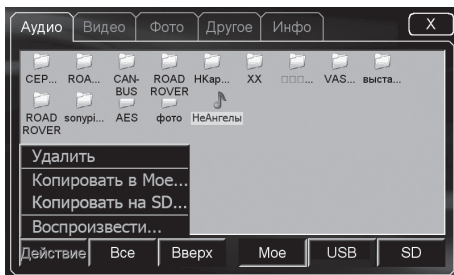 Аудио Видео Фото Другое Инфо X
CEP... ROA... CAN-BUS ROAD ROVER НКар... XX □□□... VAS... выста...
ROAD ROVER sonypi... AES фото НеАнгелы
Удалить
Копировать в Мое...
Копировать на SD...
Воспроизвести...
Действие Все Вверх Мое USB SD